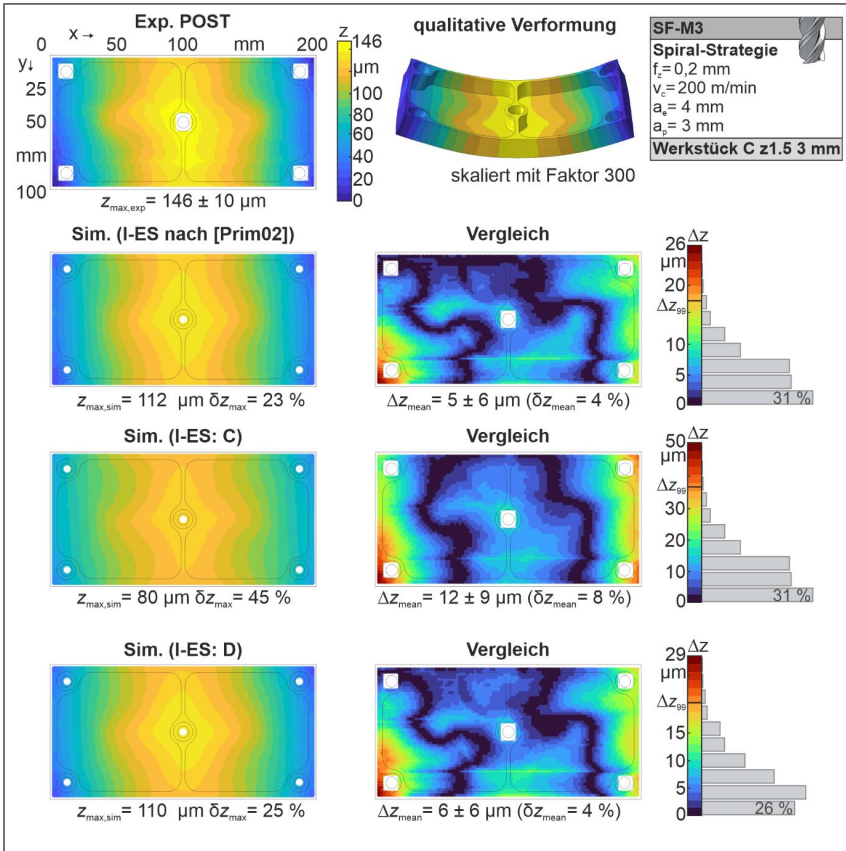 Exp. POST
x→
0 50 100 mm 200
y↓
25
50
mm
100
z
146
µm
100
80
60
40
20
0
z_max,exp = 146 ± 10 µm
qualitative Verformung
skaliert mit Faktor 300
SF-M3
Spiral-Strategie
f_z= 0,2 mm
v_c= 200 m/min
a_e= 4 mm
a_p= 3 mm
Werkstück C z1.5 3 mm
Sim. (I-ES nach [Prim02])
z_max,sim = 112 µm δz_max = 23 %
Vergleich
Δz_mean = 5 ± 6 µm (δz_mean = 4 %)
Δz
26
µm
20
Δz_99
10
5
0
31 %
Sim. (I-ES: C)
z_max,sim = 80 µm δz_max = 45 %
Vergleich
Δz_mean = 12 ± 9 µm (δz_mean = 8 %)
Δz
50
µm
Δz_99
30
20
10
0
31 %
Sim. (I-ES: D)
z_max,sim = 110 µm δz_max = 25 %
Vergleich
Δz_mean = 6 ± 6 µm (δz_mean = 4 %)
Δz
29
µm
Δz_99
15
10
5
0
26 %